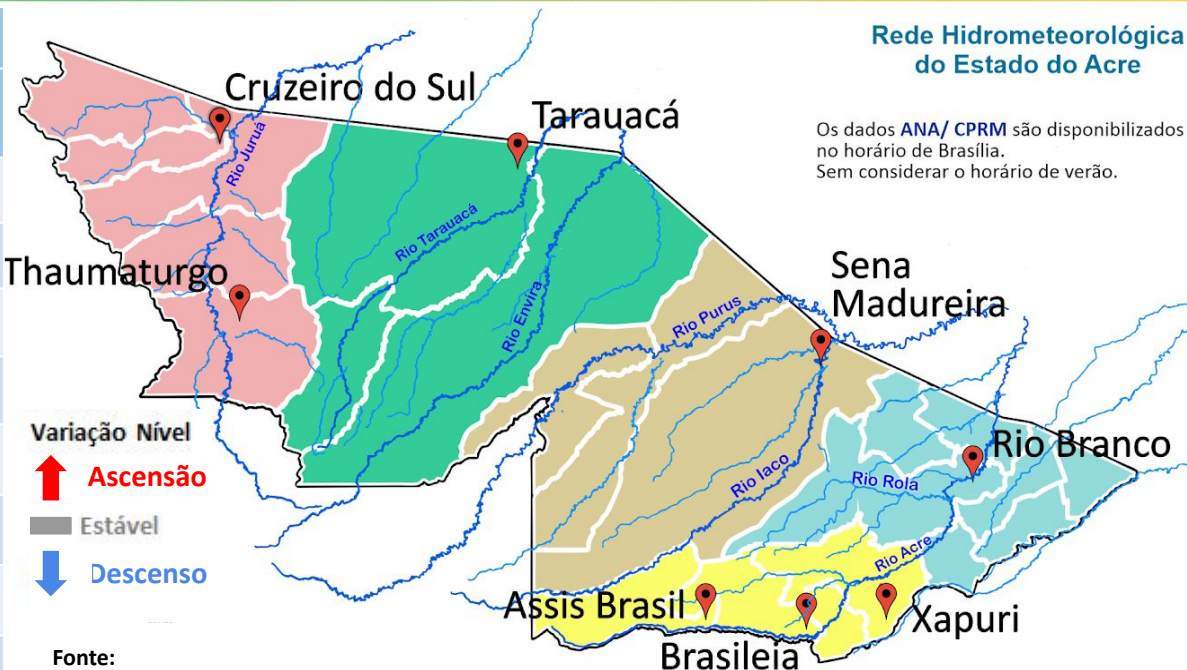 Rede Hidrometeorológica
do Estado do Acre
Os dados ANA/ CPRM são disponibilizados
no horário de Brasília.
Sem considerar o horário de verão.
Cruzeiro do Sul
Tarauacá
Rio Juruá
Rio Tarauacá
Thaumaturgo
Rio Envira
Sena
Madureira
Rio Purus
Variação Nível
Ascensão
Estável
Descenso
Rio Branco
Rio Iaco
Rio Rola
Rio Acre
Assis Brasil
Xapuri
Brasileia
Fonte: